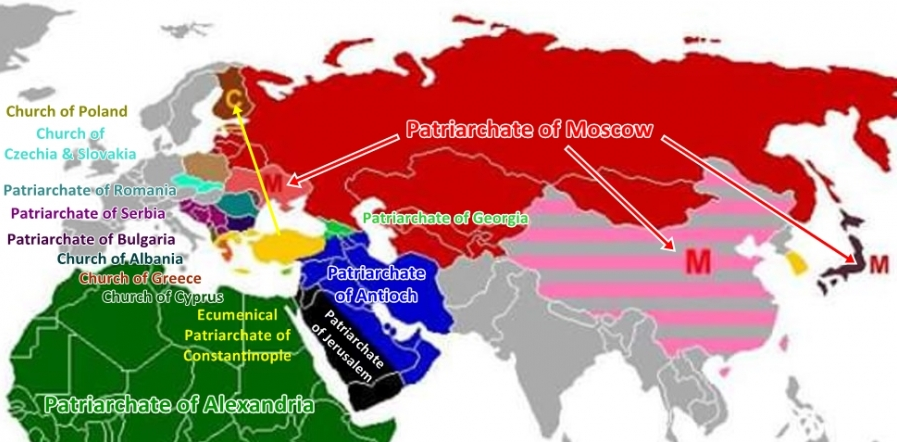 C
Church of Poland
Patriarchate of Moscow
Church of
Czechia & Slovakia
M
Patriarchate of Romania
Patriarchate of Serbia
Patriarchate of Georgia
Patriarchate of Bulgaria
C
Church of Albania
M
M
Church of Greece
Patriarchate
of Antioch
Church of Cyprus
Ecumenical
Patriarchate of
Constantinople
Patriarchate
of Jerusalem
Patriarchate of Alexandria